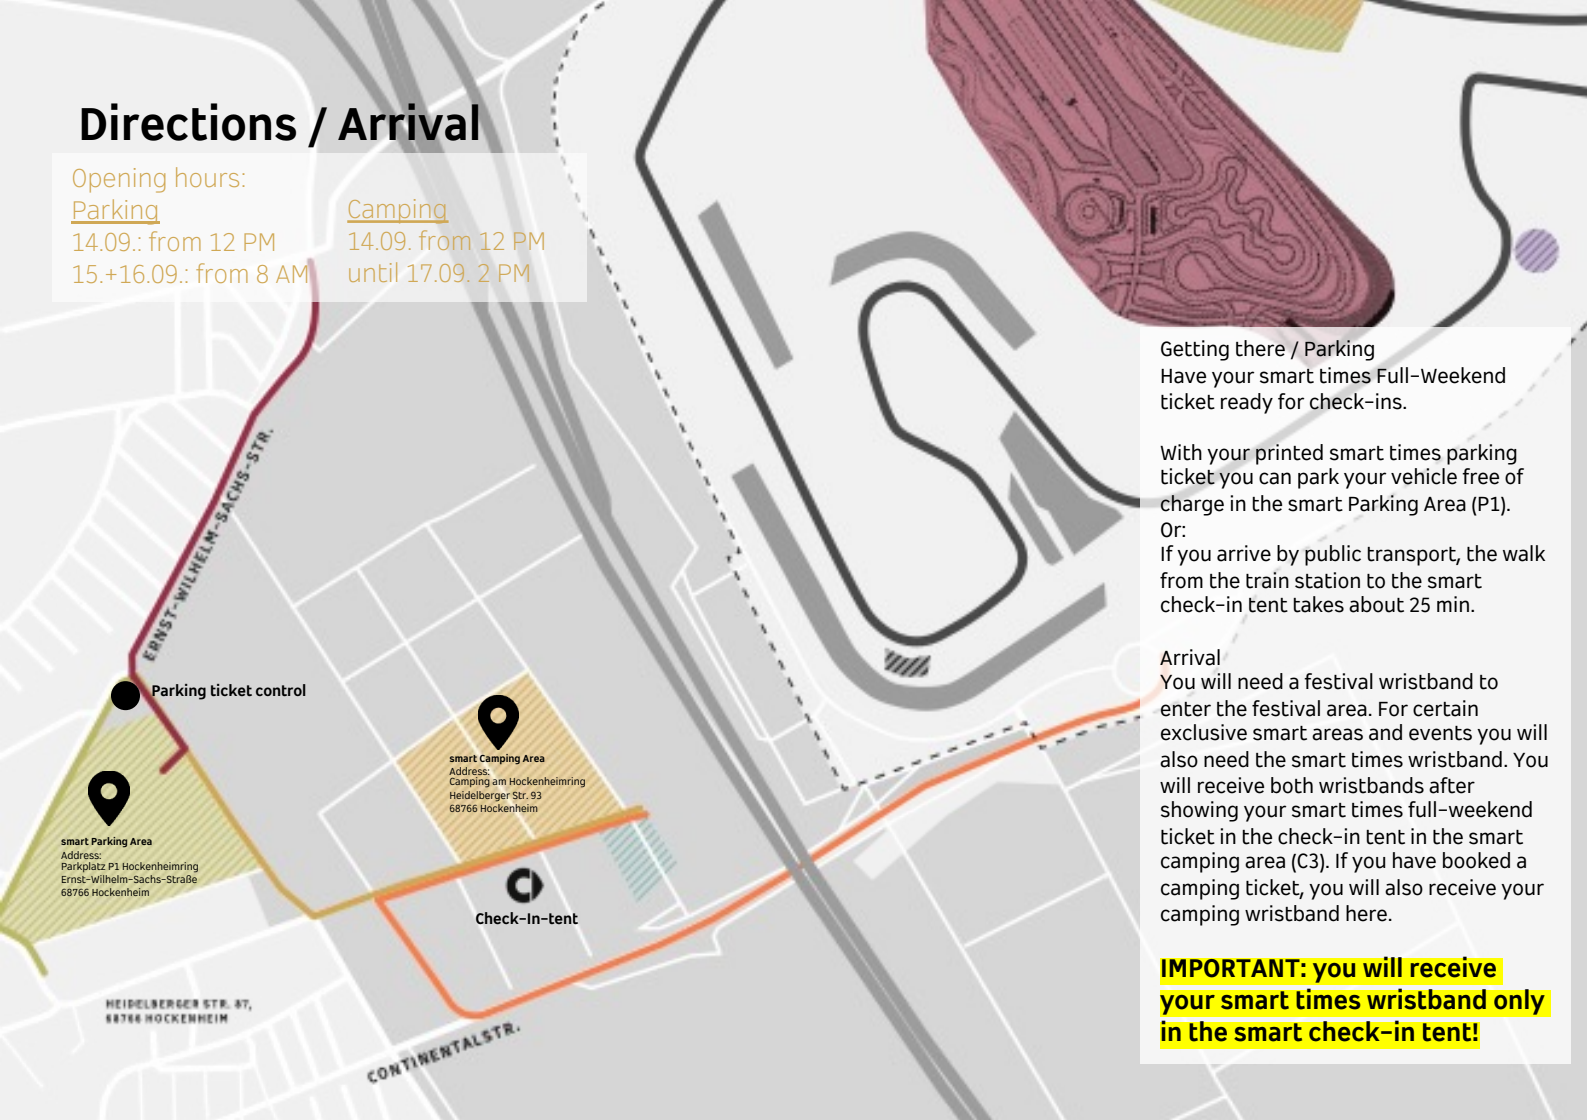 Directions / Arrival
Opening hours:
Parking
14.09.: from 12 PM
15.+16.09.: from 8 AM
Camping
14.09. from 12 PM
until 17.09. 2 PM
ERNST-WILHELM-SACHS-STR.
Parking ticket control
smart Parking Area
Address:
Parkplatz P1 Hockenheimring
Ernst-Wilhelm-Sachs-Straße
68766 Hockenheim
smart Camping Area
Address:
Camping am Hockenheimring
Heidelberger Str. 93
68766 Hockenheim
Check-In-tent
HEIDELBERGER STR. 87,
68766 HOCKENHEIM
CONTINENTALSTR.
Getting there / Parking
Have your smart times Full-Weekend
ticket ready for check-ins.
With your printed smart times parking
ticket you can park your vehicle free of
charge in the smart Parking Area (P1).
Or:
If you arrive by public transport, the walk
from the train station to the smart
check-in tent takes about 25 min.
Arrival
You will need a festival wristband to
enter the festival area. For certain
exclusive smart areas and events you will
also need the smart times wristband. You
will receive both wristbands after
showing your smart times full-weekend
ticket in the check-in tent in the smart
camping area (C3). If you have booked a
camping ticket, you will also receive your
camping wristband here.
IMPORTANT: you will receive
your smart times wristband only
in the smart check-in tent!